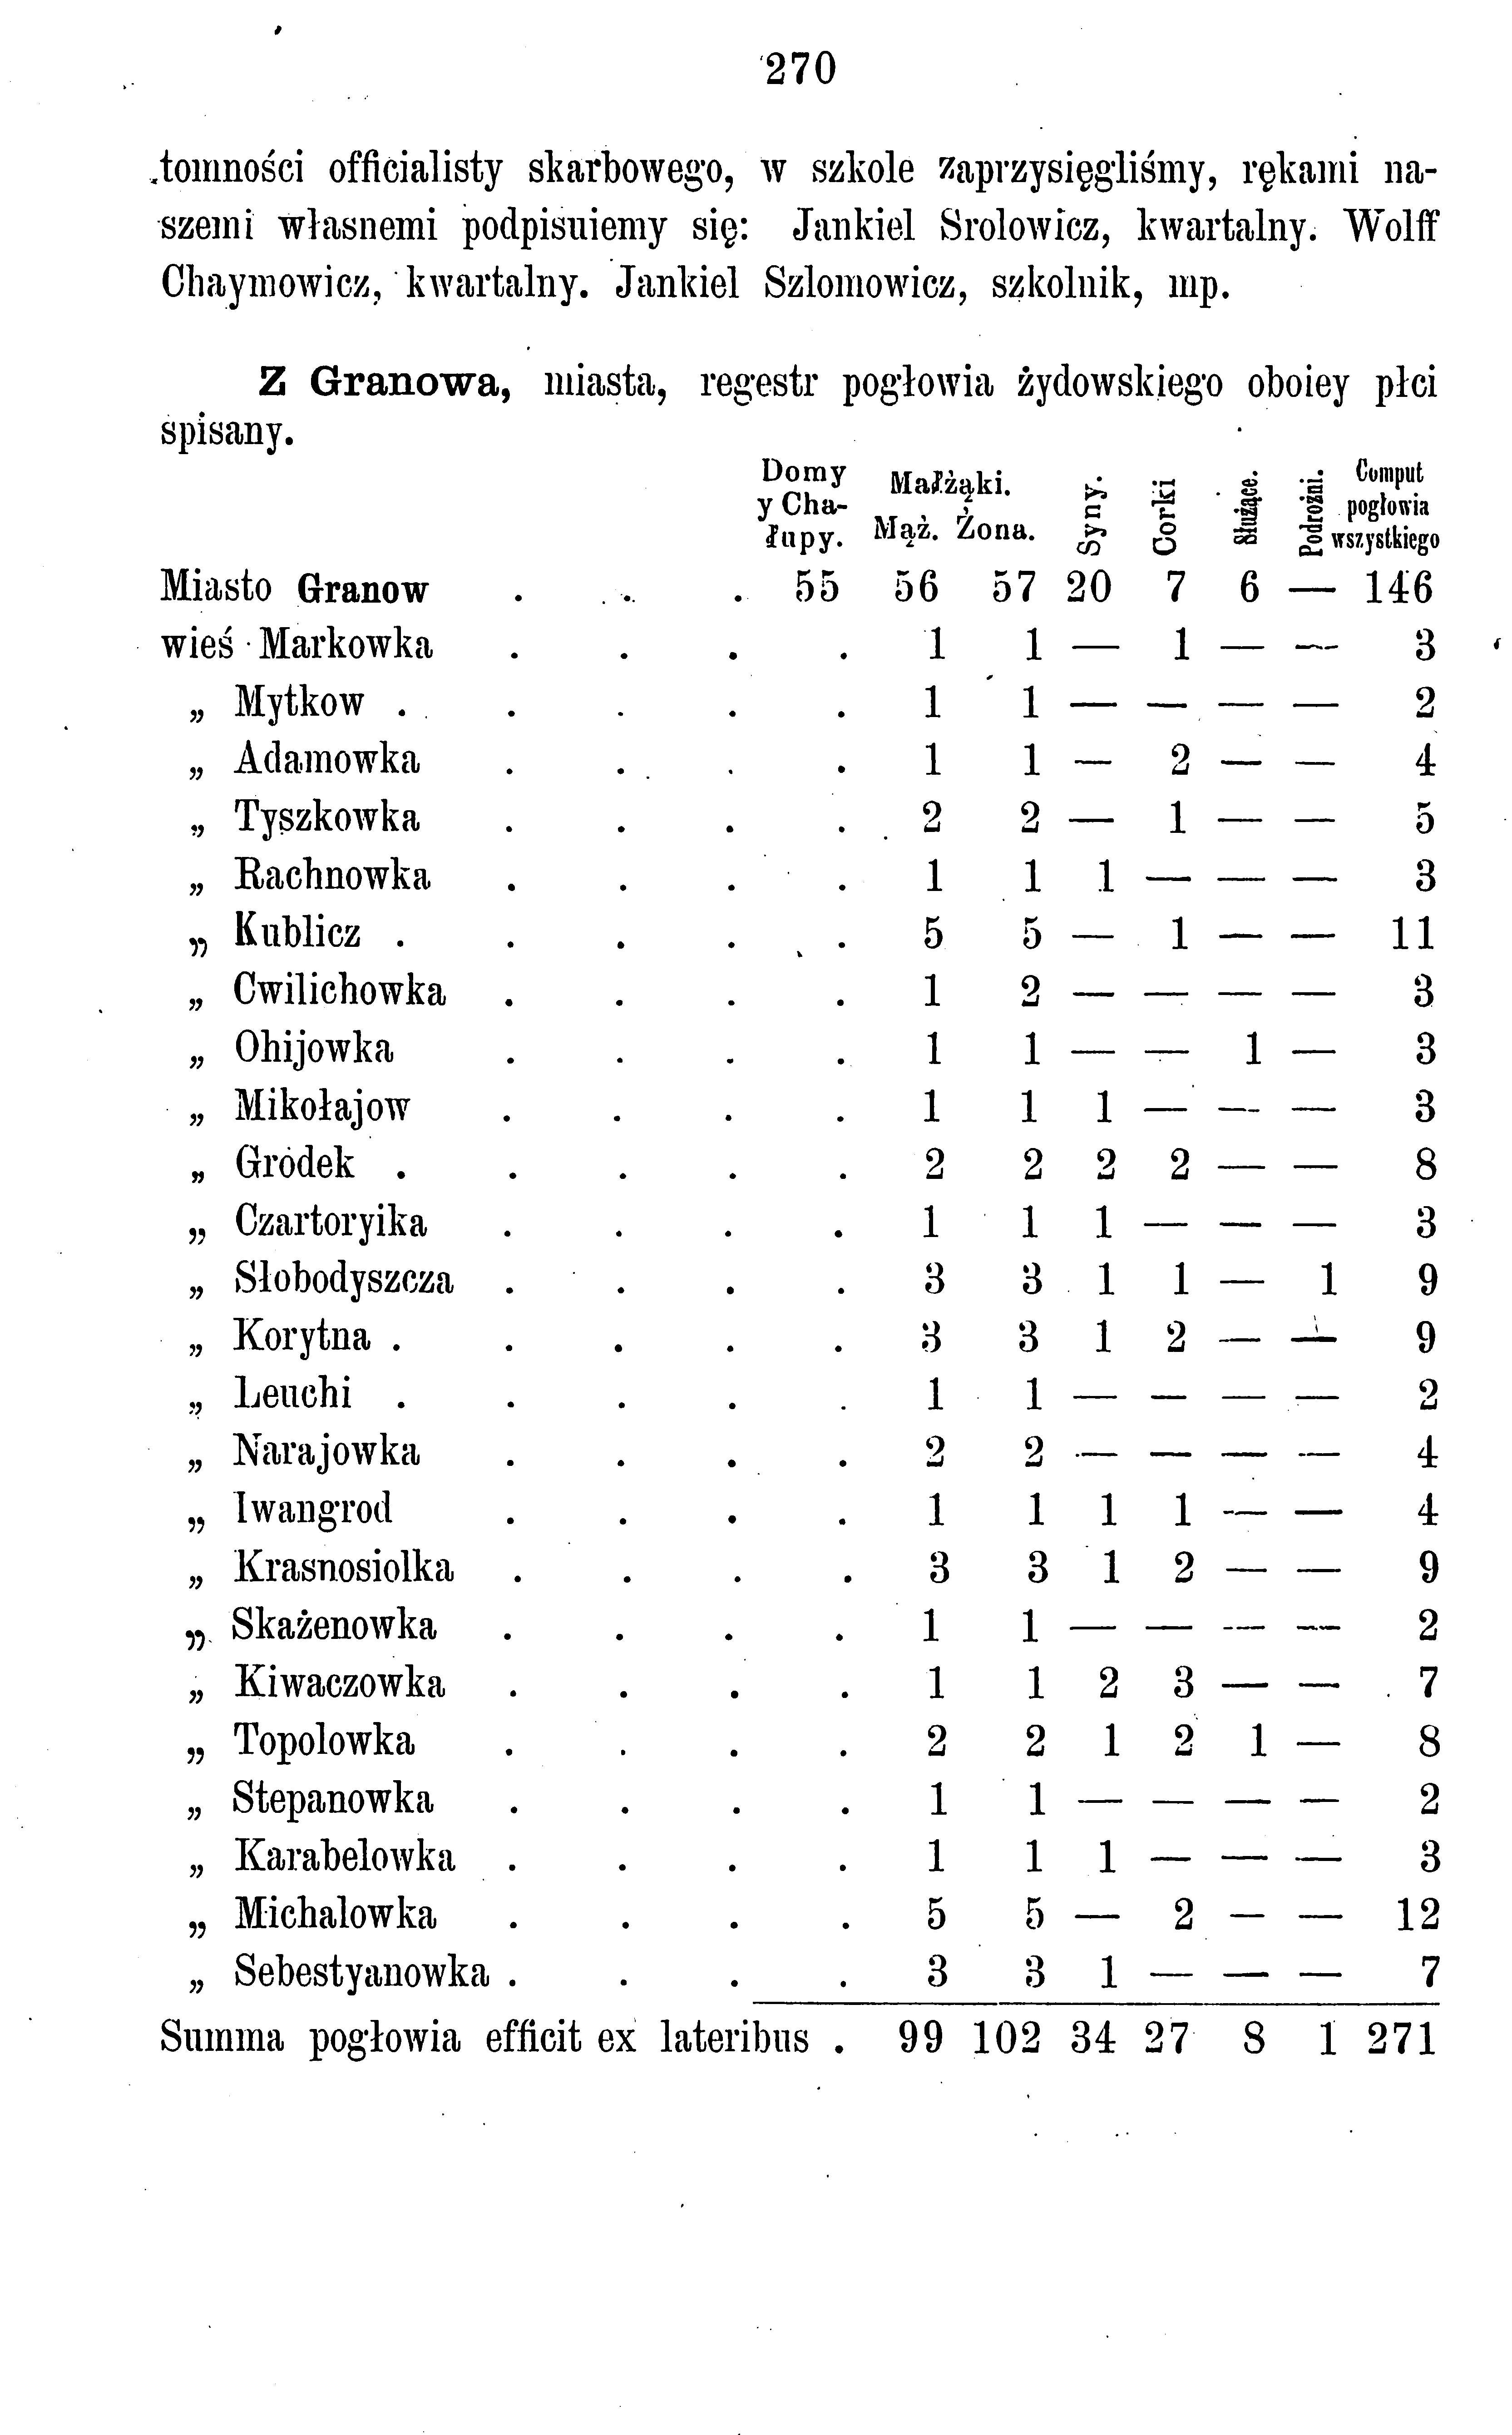 270
tomności officialisty skarbowego, w szkole zaprzysięgliśmy, rękami na-
szemi własnemi podpisuiemy się: Jankiel Srolowicz, kwartalny. Wolff
Chaymowicz, kwartalny. Jankiel Szlomowicz, szkolnik, mp.
Z Granowa, miasta, regestr pogłowia żydowskiego oboiey płci
spisany.
Domy y Cha-łupy. Małżąki. Mąż. Żona. Syny. Corki Służące. Podrożni. Comput pogłowia wszystkiego
Miasto Granow . . . 55 56 57 20 7 6 — 146
wieś Markowka . . . . 1 1 — 1 — — 3
„ Mytkow . . . . . 1 1 — — — — 2
„ Adamowka . . . . 1 1 — 2 — — 4
„ Tyszkowka . . . . 2 2 — 1 — — 5
„ Rachnowka . . . . 1 1 1 — — — 3
„ Kublicz . . . . . 5 5 — 1 — — 11
„ Cwilichowka . . . . 1 2 — — — — 3
„ Ohijowka . . . . 1 1 — — 1 — 3
„ Mikołajow . . . . 1 1 1 — — — 3
„ Gródek . . . . . 2 2 2 2 — — 8
„ Czartoryika . . . . 1 1 1 — — — 3
„ Słobodyszcza . . . . 3 3 1 1 — 1 9
„ Korytna . . . . . 3 3 1 2 — — 9
„ Leuchi . . . . . 1 1 — — — — 2
„ Narajowka . . . . 2 2 — — — — 4
„ Iwangrod . . . . 1 1 1 1 — — 4
„ Krasnosiolka . . . . 3 3 1 2 — — 9
„ Skażenowka . . . . 1 1 — — — — 2
„ Kiwaczowka . . . . 1 1 2 3 — — 7
„ Topolowka . . . . 2 2 1 2 1 — 8
„ Stepanowka . . . . 1 1 — — — — 2
„ Karabelowka . . . . 1 1 1 — — — 3
„ Michalowka . . . . 5 5 — 2 — — 12
„ Sebestyanowka . . . . 3 3 1 — — — 7
Summa pogłowia efficit ex lateribus . 99 102 34 27 8 1 271